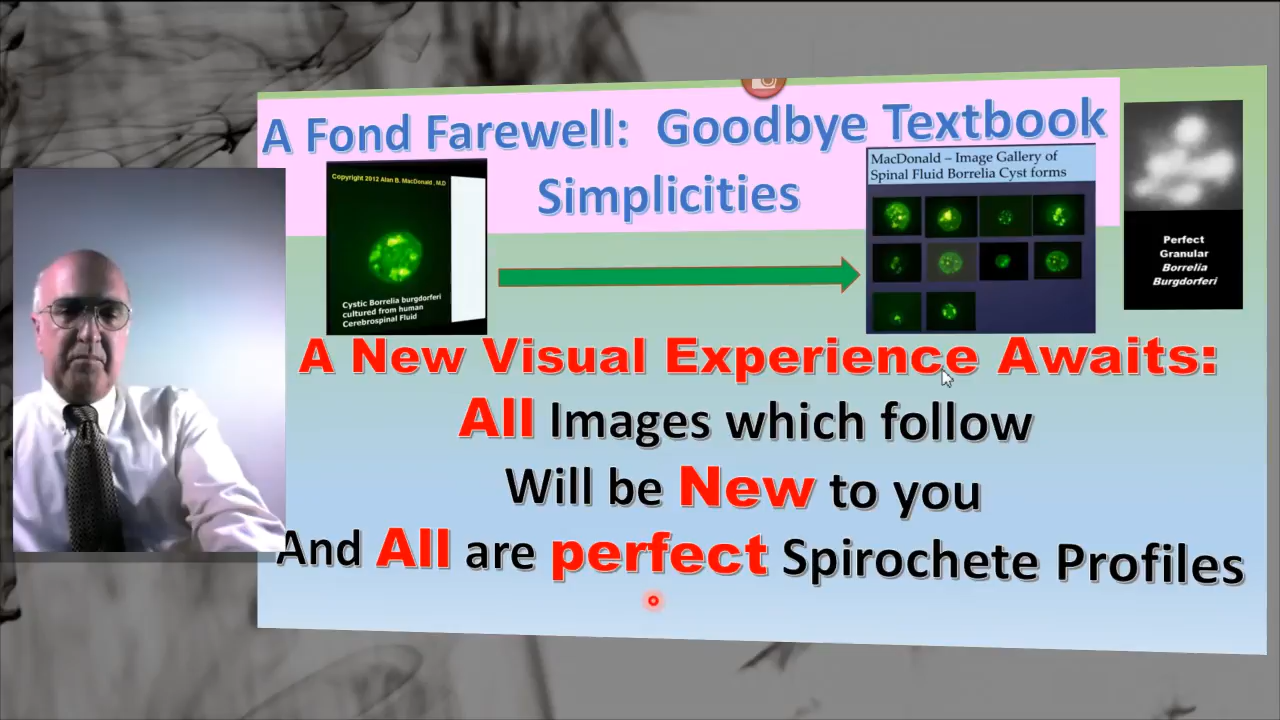 A Fond Farewell: Goodbye Textbook
Simplicities
Copyright 2012 Alan B. MacDonald, M.D
Cystic Borrelia burgdorferi
cultured from human
Cerebrospinal Fluid
MacDonald – Image Gallery of
Spinal Fluid Borrelia Cyst forms
Perfect
Granular
Borrelia
Burgdorferi
A New Visual Experience Awaits:
All Images which follow
Will be New to you
And All are perfect Spirochete Profiles